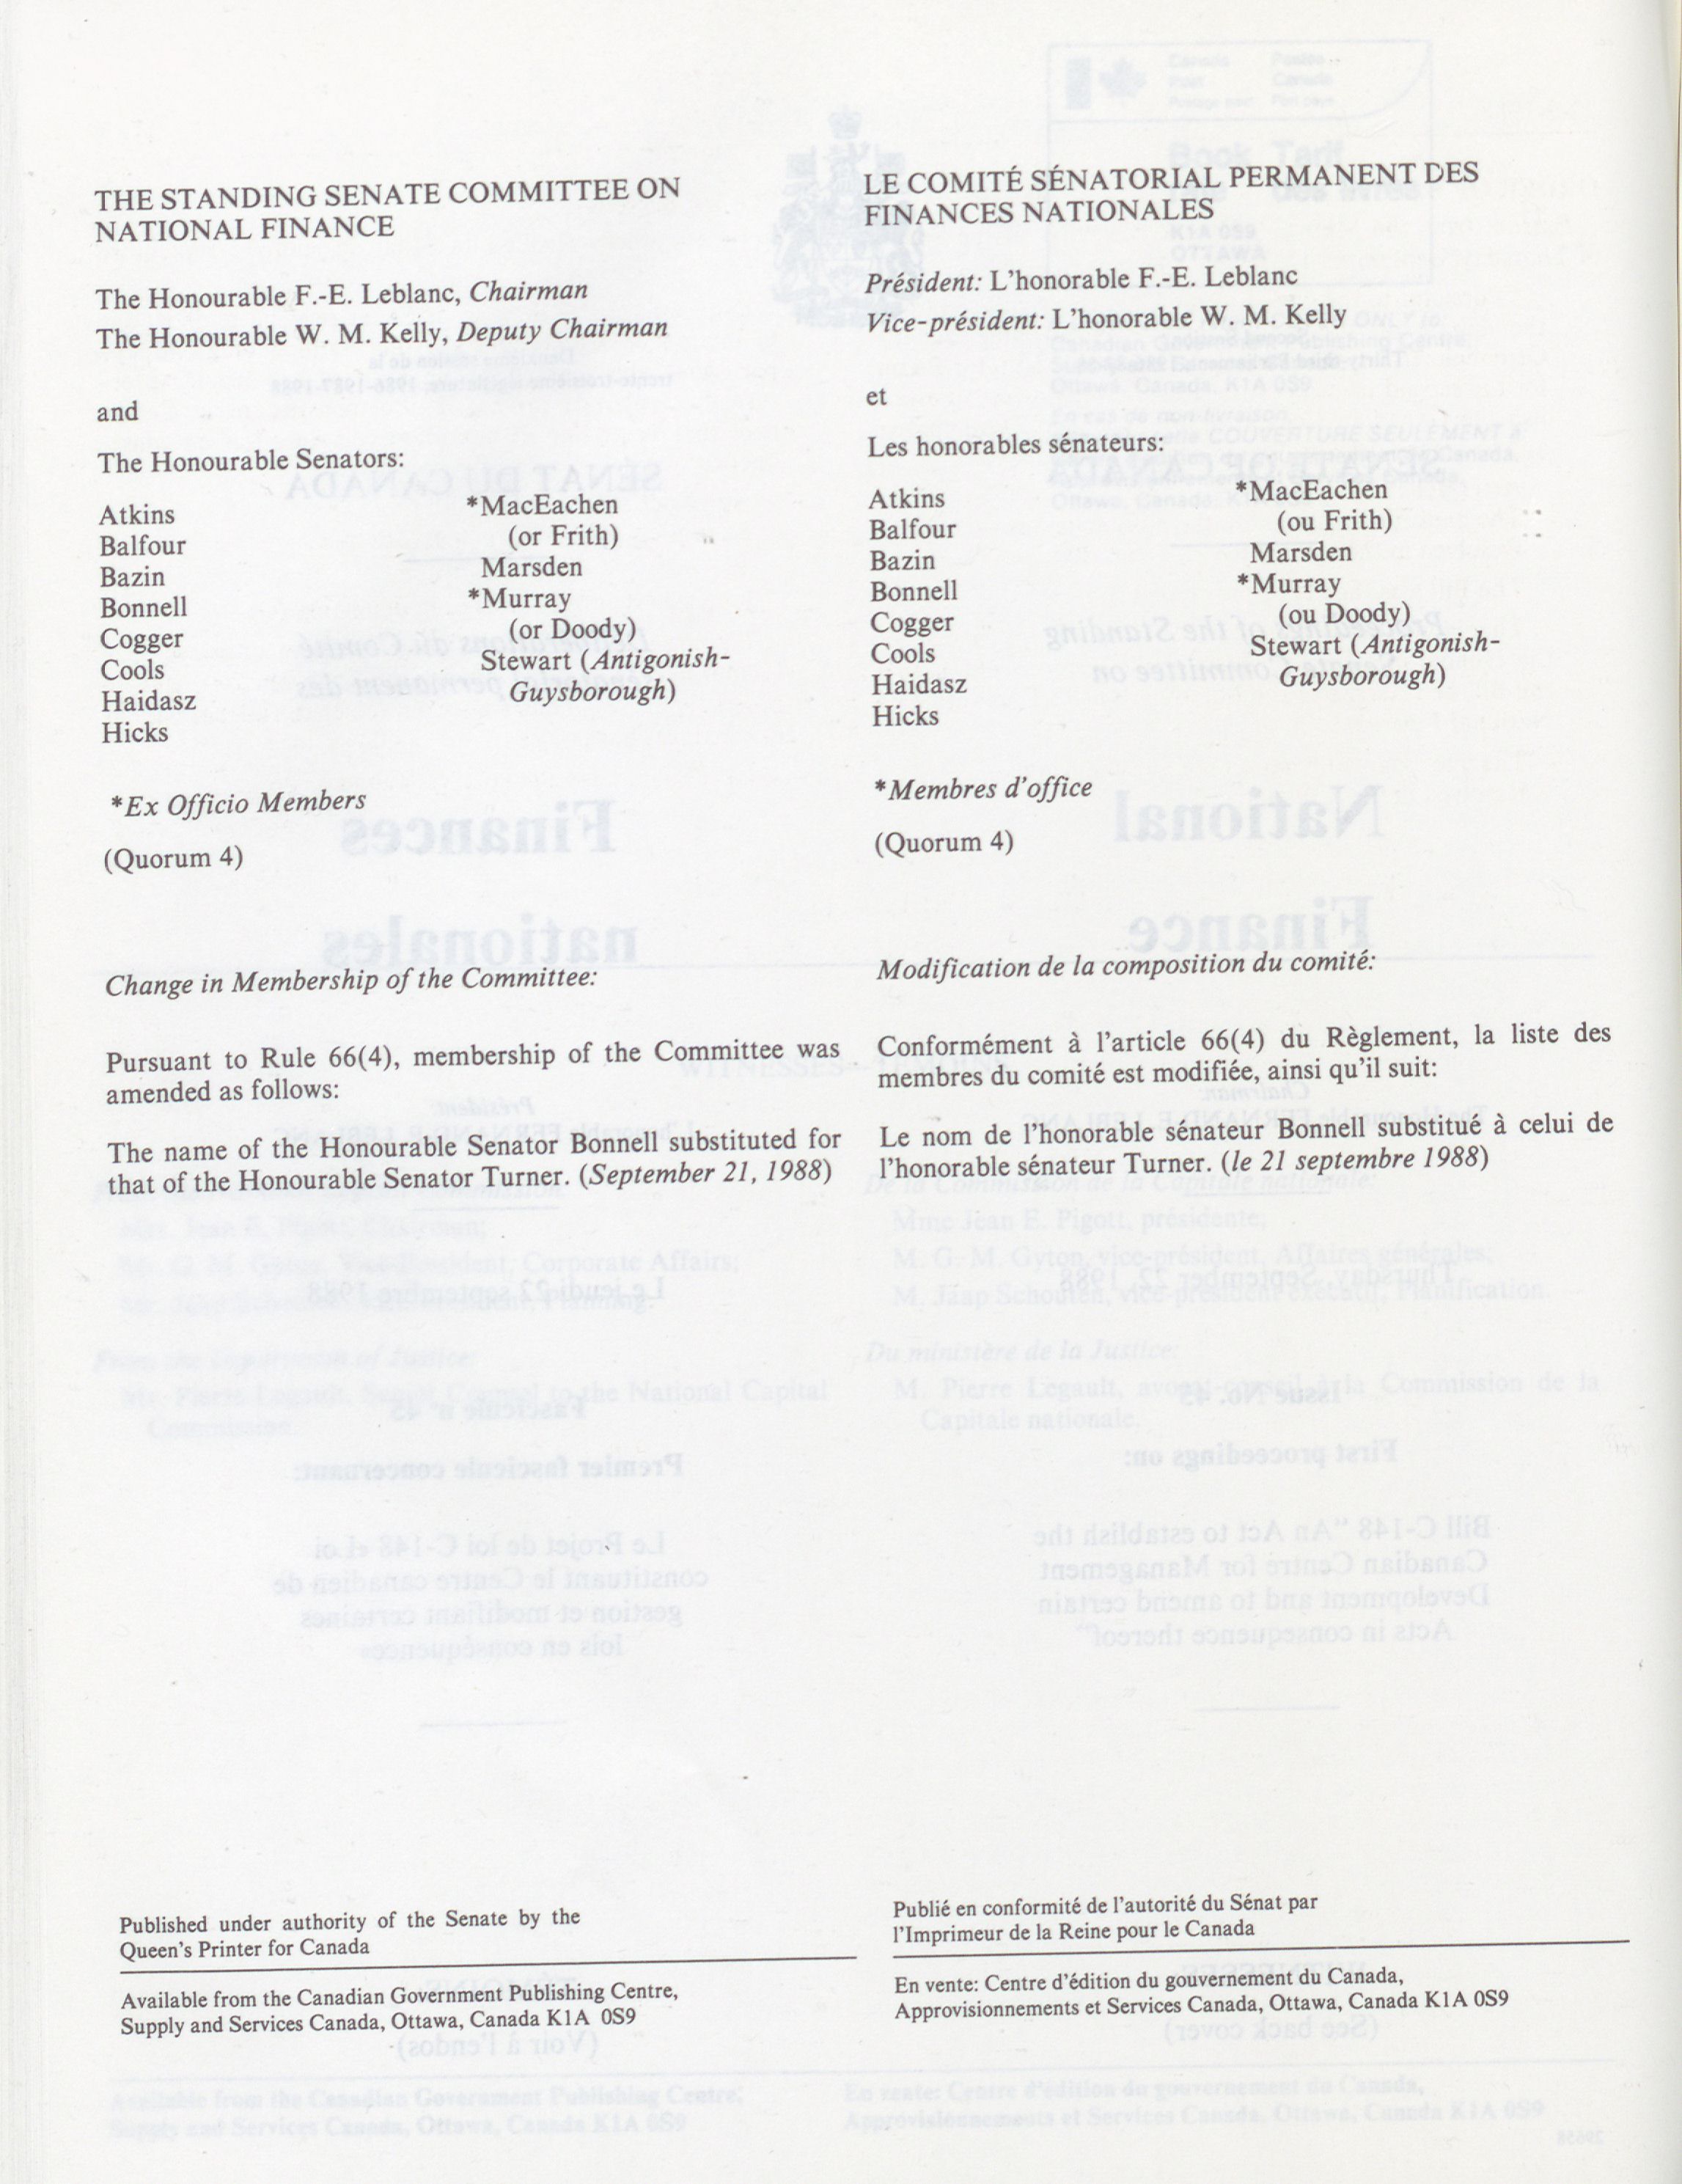 THE STANDING SENATE COMMITTEE ON
NATIONAL FINANCE
The Honourable F.-E. Leblanc, Chairman
The Honourable W. M. Kelly, Deputy Chairman
and
The Honourable Senators:
Atkins
Balfour
Bazin
Bonnell
Cogger
Cools
Haidasz
Hicks
*MacEachen
(or Frith)
Marsden
*Murray
(or Doody)
Stewart (Antigonish-
Guysborough)
*Ex Officio Members
(Quorum 4)
Change in Membership of the Committee:
Pursuant to Rule 66(4), membership of the Committee was
amended as follows:
The name of the Honourable Senator Bonnell substituted for
that of the Honourable Senator Turner. (September 21, 1988)
Published under authority of the Senate by the
Queen's Printer for Canada
Available from the Canadian Government Publishing Centre,
Supply and Services Canada, Ottawa, Canada K1A 0S9
LE COMITÉ SÉNATORIAL PERMANENT DES
FINANCES NATIONALES
Président: L'honorable F.-E. Leblanc
Vice-président: L'honorable W. M. Kelly
et
Les honorables sénateurs:
Atkins
Balfour
Bazin
Bonnell
Cogger
Cools
Haidasz
Hicks
*MacEachen
(ou Frith)
Marsden
*Murray
(ou Doody)
Stewart (Antigonish-
Guysborough)
*Membres d'office
(Quorum 4)
Modification de la composition du comité:
Conformément à l'article 66(4) du Règlement, la liste des
membres du comité est modifiée, ainsi qu'il suit:
Le nom de l'honorable sénateur Bonnell substitué à celui de
l'honorable sénateur Turner. (le 21 septembre 1988)
Publié en conformité de l'autorité du Sénat par
l'Imprimeur de la Reine pour le Canada
En vente: Centre d'édition du gouvernement du Canada,
Approvisionnements et Services Canada, Ottawa, Canada K1A 0S9